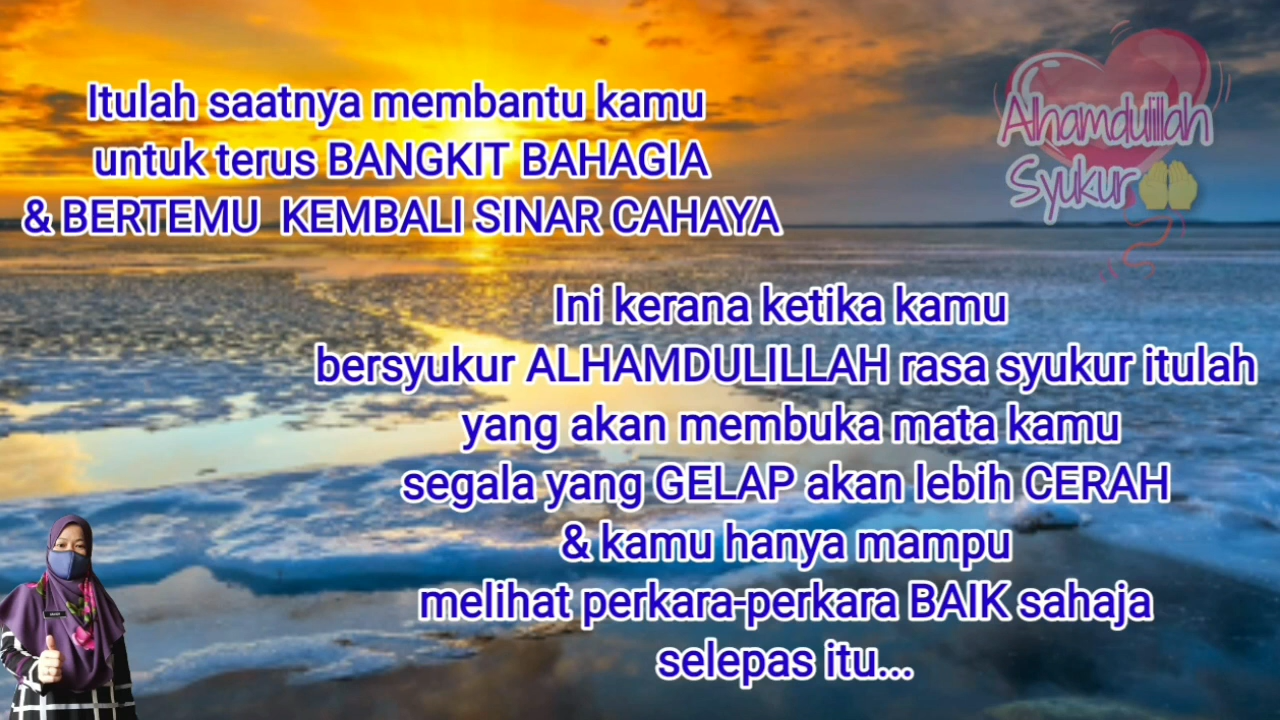 Itulah saatnya membantu kamu
untuk terus BANGKIT BAHAGIA
& BERTEMU KEMBALI SINAR CAHAYA
Alhamdulillah
Syukur
Ini kerana ketika kamu
bersyukur ALHAMDULILLAH rasa syukur itulah
yang akan membuka mata kamu
segala yang GELAP akan lebih CERAH
& kamu hanya mampu
melihat perkara-perkara BAIK sahaja
selepas itu...